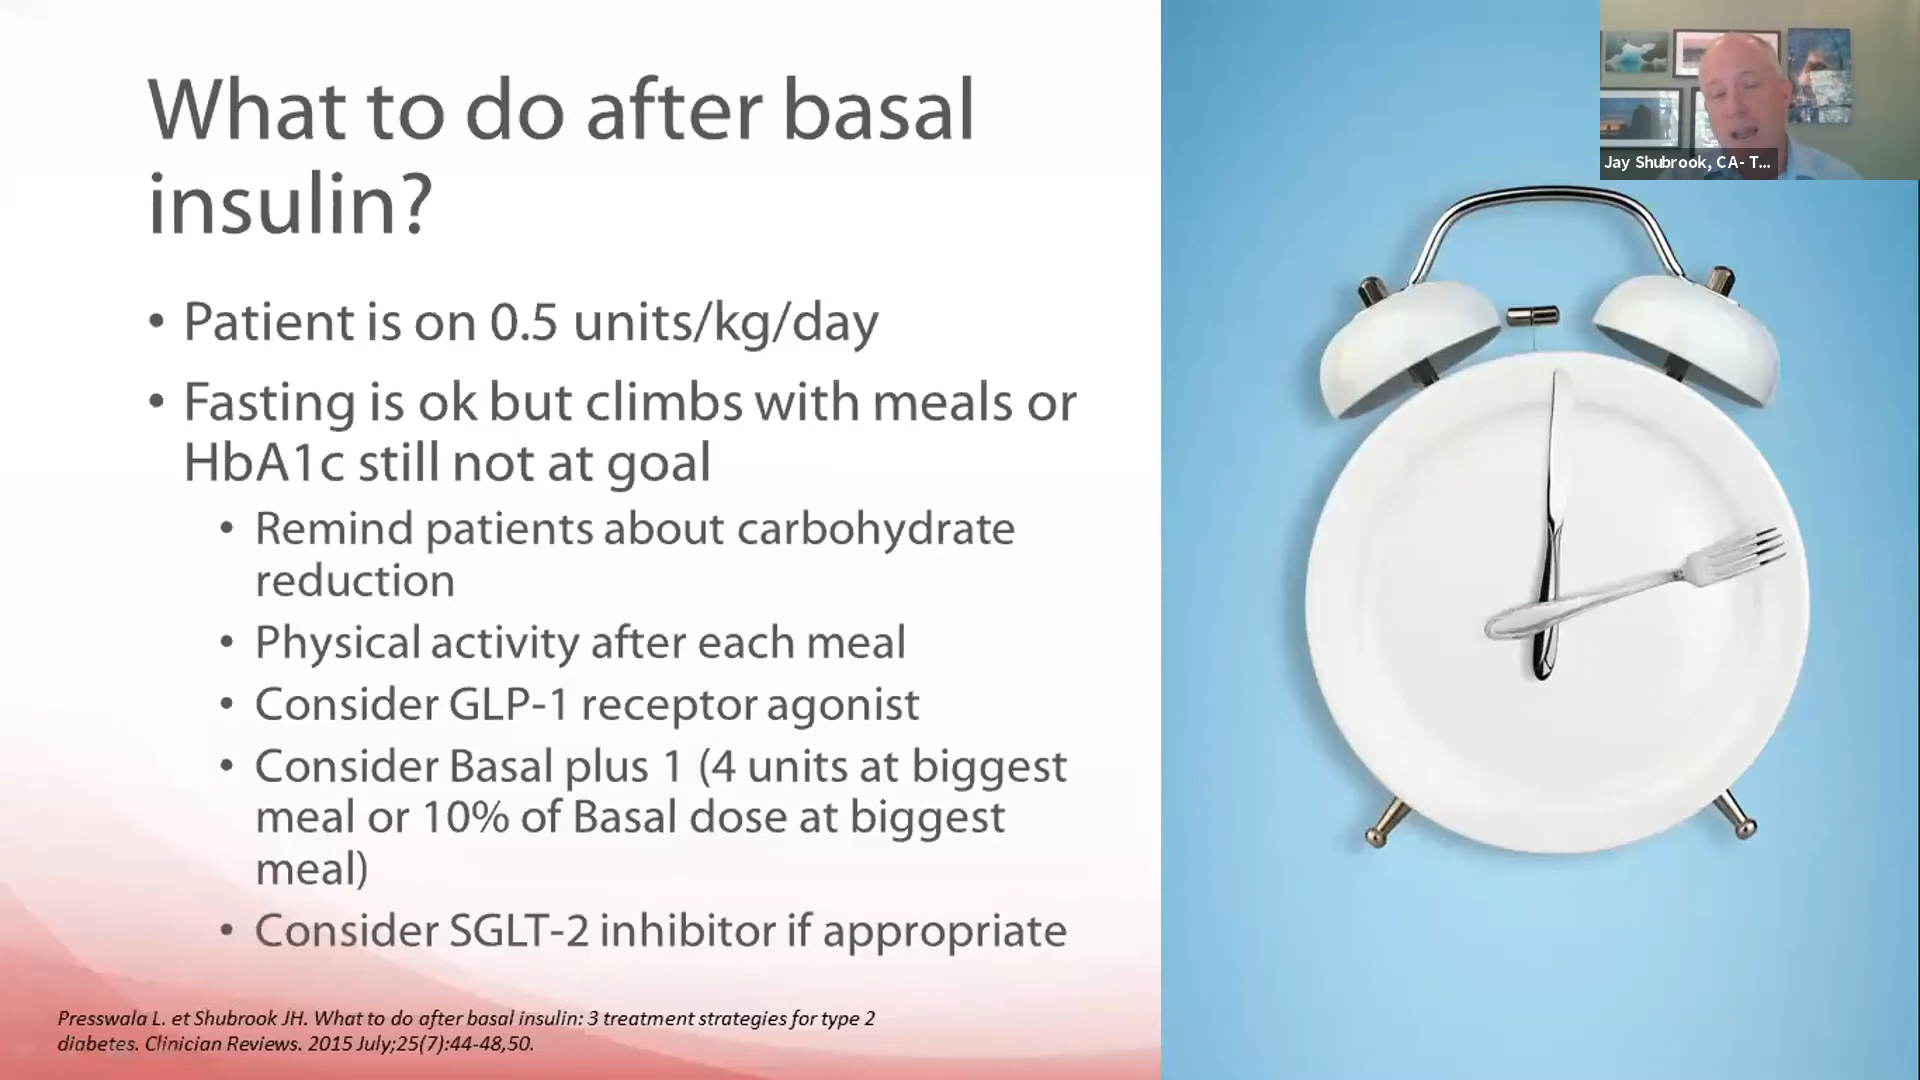 Jay Shubrook, CA- T...
What to do after basal
insulin?
• Patient is on 0.5 units/kg/day
• Fasting is ok but climbs with meals or
HbA1c still not at goal
• Remind patients about carbohydrate
reduction
• Physical activity after each meal
• Consider GLP-1 receptor agonist
• Consider Basal plus 1 (4 units at biggest
meal or 10% of Basal dose at biggest
meal)
• Consider SGLT-2 inhibitor if appropriate
Presswala L. et Shubrook JH. What to do after basal insulin: 3 treatment strategies for type 2
diabetes. Clinician Reviews. 2015 July;25(7):44-48,50.